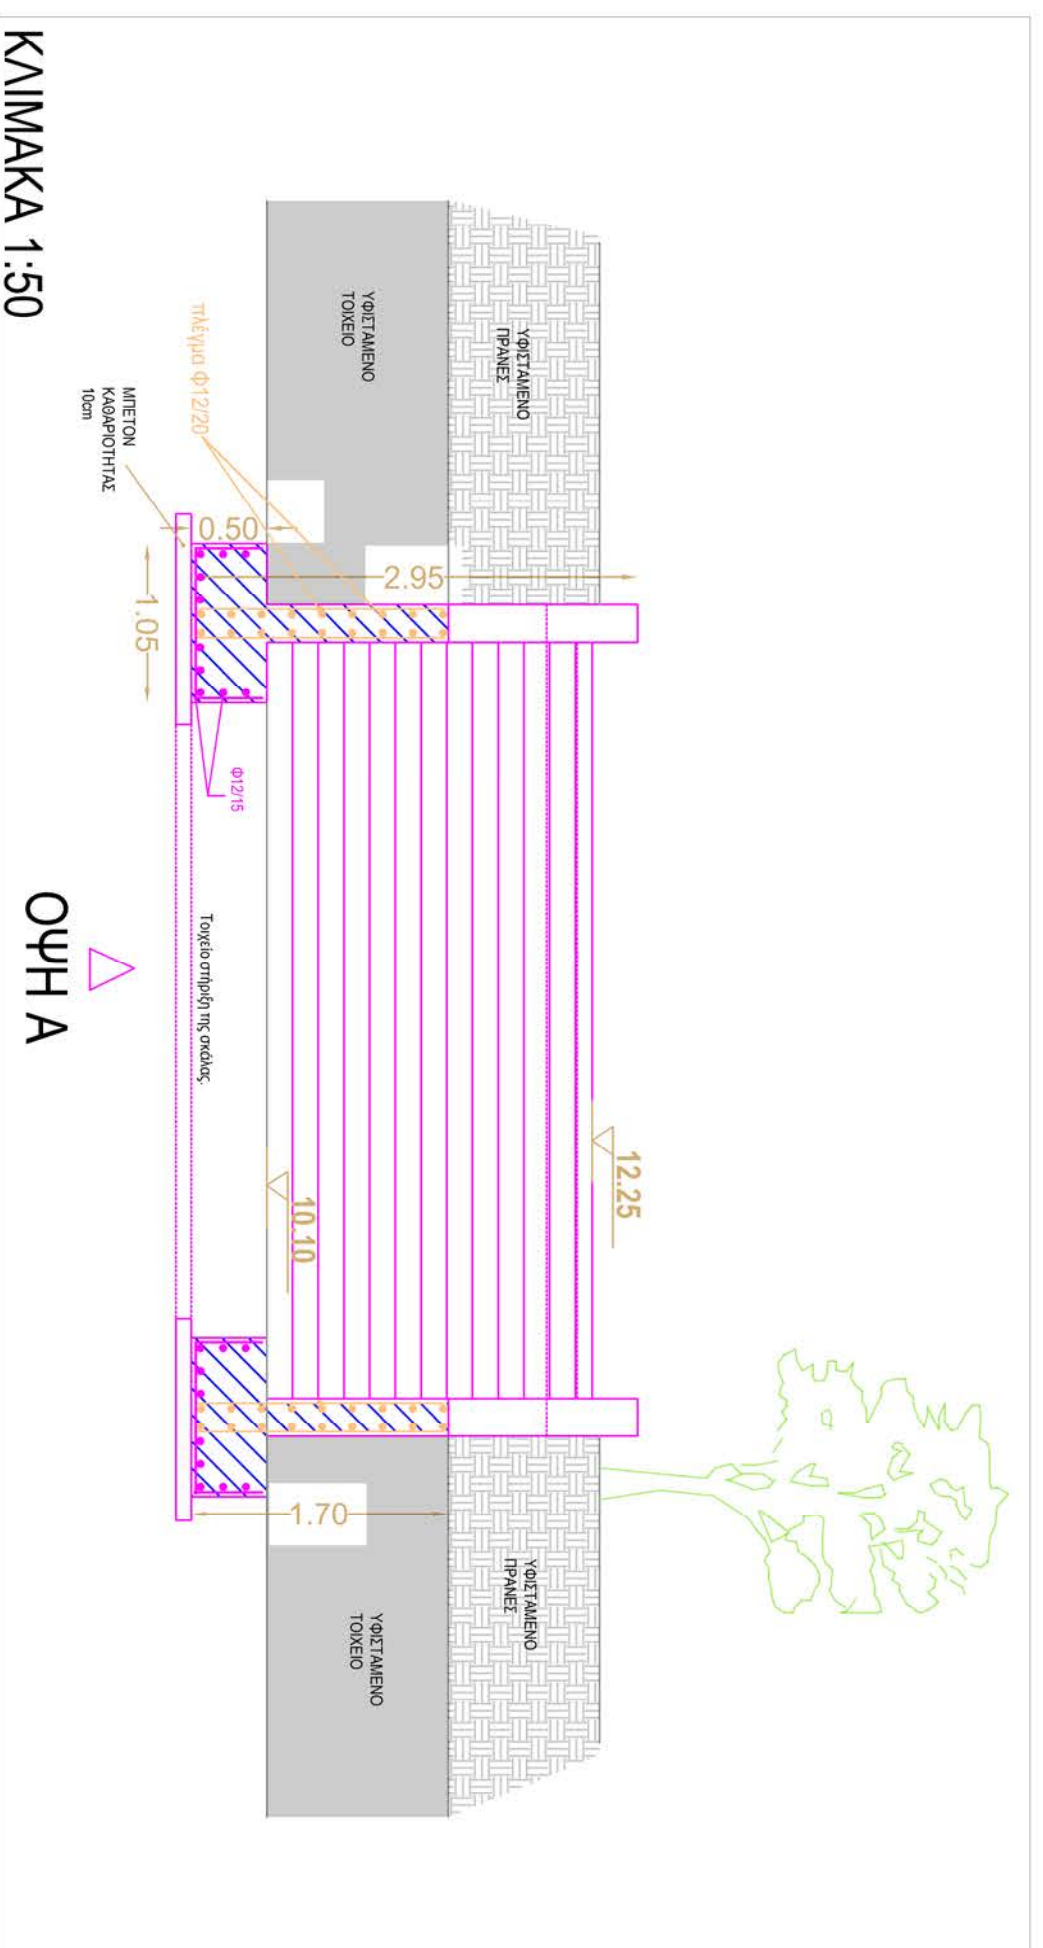 12.25
10.10
ΥΦΙΣΤΑΜΕΝΟ
ΠΡΑΝΕΣ
ΥΦΙΣΤΑΜΕΝΟ
ΠΡΑΝΕΣ
ΥΦΙΣΤΑΜΕΝΟ
ΤΟΙΧΕΙΟ
ΥΦΙΣΤΑΜΕΝΟ
ΤΟΙΧΕΙΟ
2.95
1.70
0.50
1.05
πλέγμα Φ12/20
Φ12/15
Τοιχείο στήριξη της σκάλας.
ΜΠΕΤΟΝ
ΚΑΘΑΡΙΟΤΗΤΑΣ
10cm
ΟΨΗ Α
ΚΛΙΜΑΚΑ 1:50